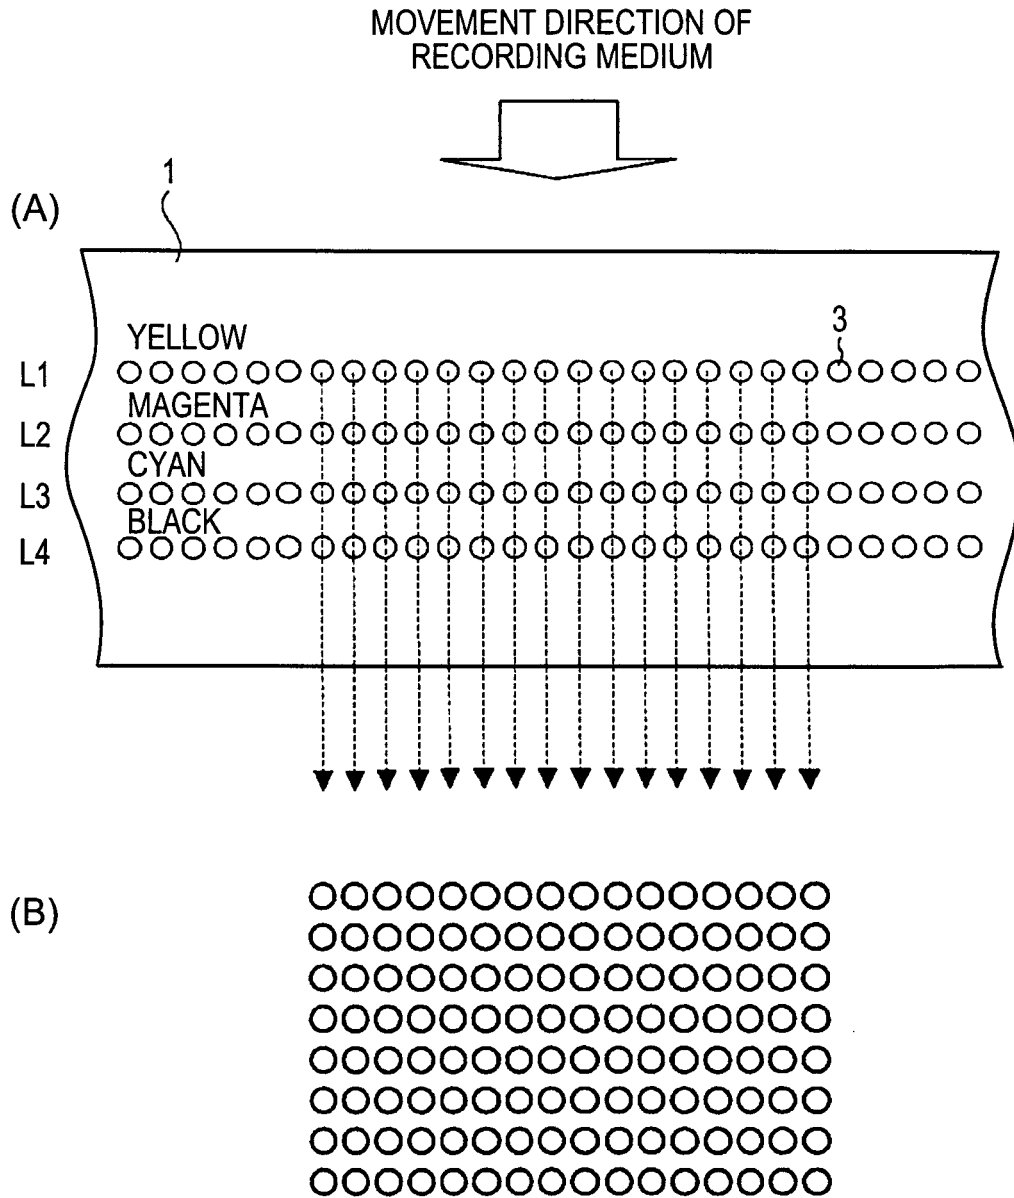 MOVEMENT DIRECTION OF
RECORDING MEDIUM
1
(A)
YELLOW
3
L1
MAGENTA
L2
CYAN
L3
BLACK
L4
(B)